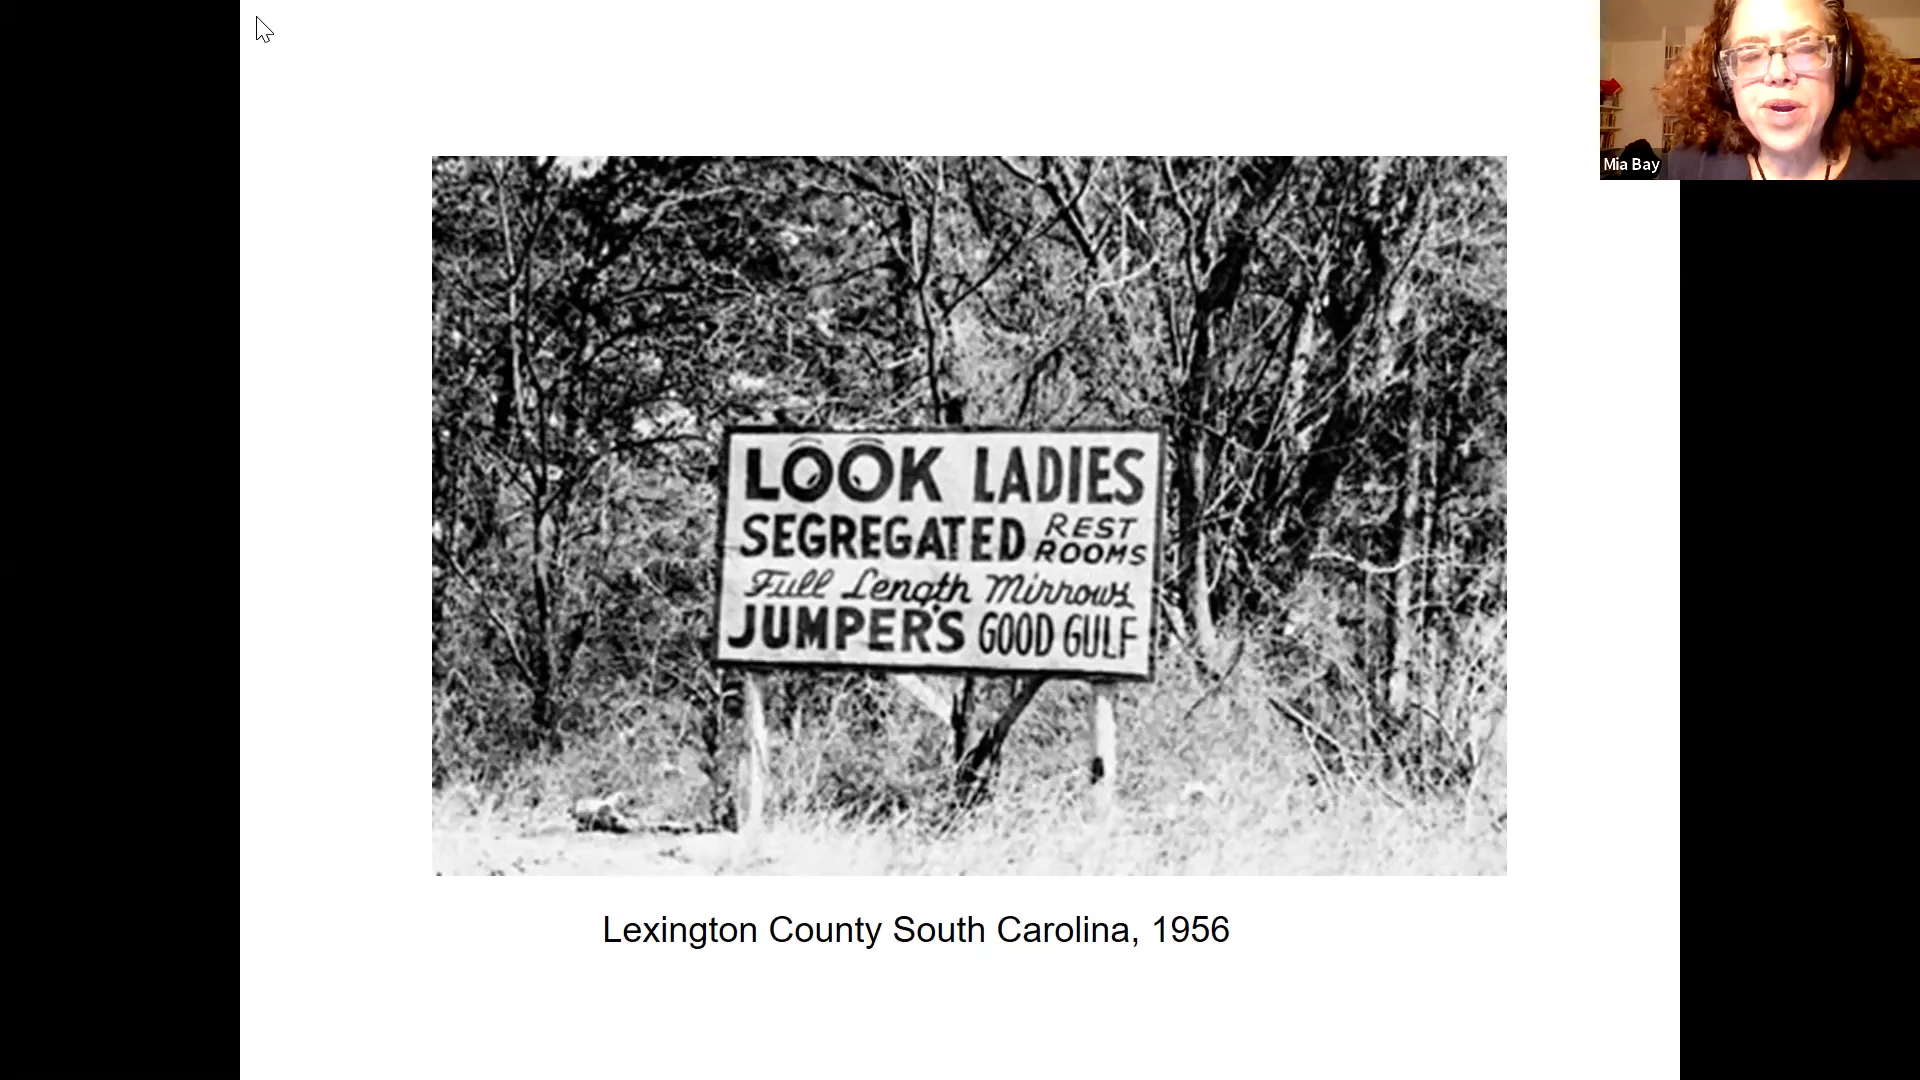 LOOK LADIES
SEGREGATED REST ROOMS
Full Length Mirrows
JUMPER'S GOOD GULF
Lexington County South Carolina, 1956
Mia Bay